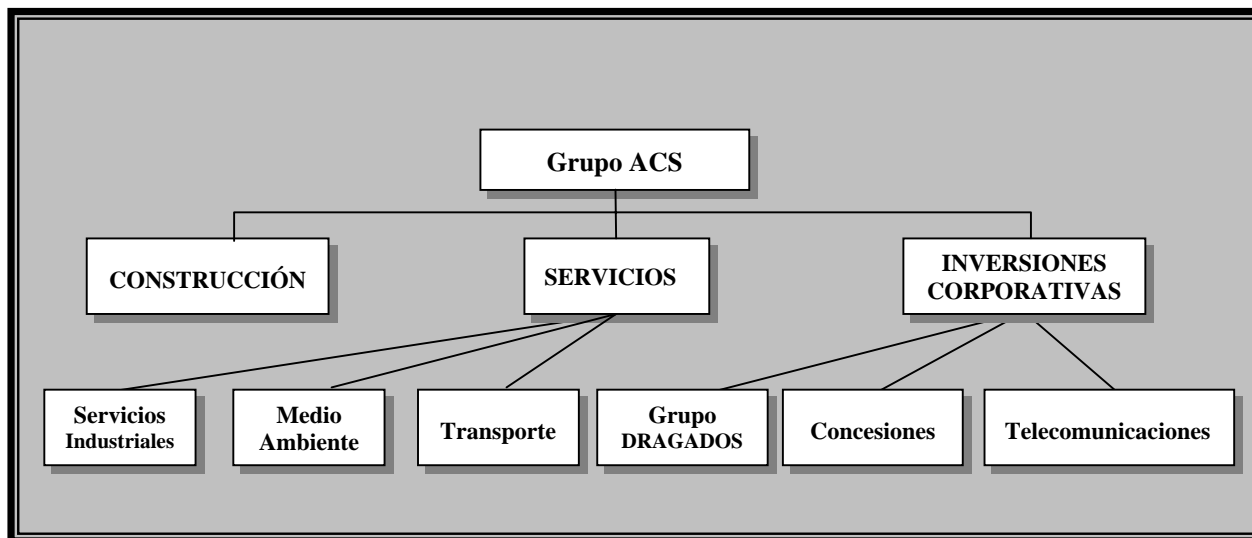 Grupo ACS
CONSTRUCCIÓN
SERVICIOS
INVERSIONES
CORPORATIVAS
Servicios
Industriales
Medio
Ambiente
Transporte
Grupo
DRAGADOS
Concesiones
Telecomunicaciones